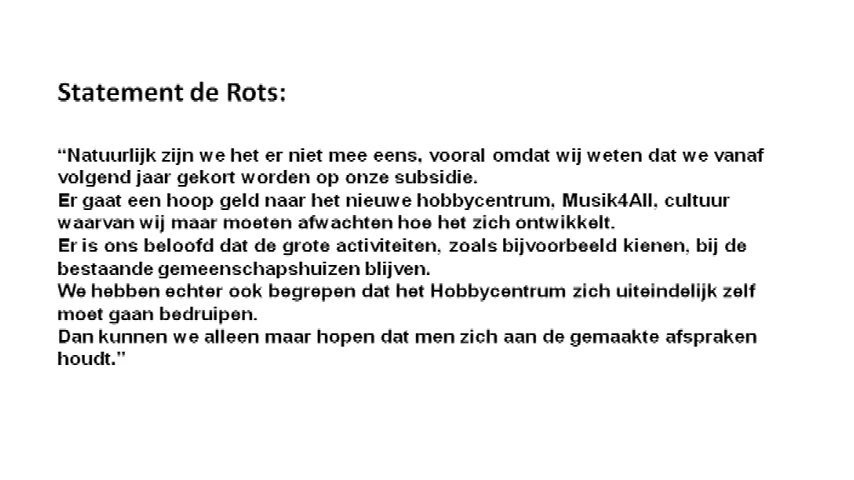 Statement de Rots:
“Natuurlijk zijn we het er niet mee eens, vooral omdat wij weten dat we vanaf
volgend jaar gekort worden op onze subsidie.
Er gaat een hoop geld naar het nieuwe hobbycentrum, Musik4All, cultuur
waarvan wij maar moeten afwachten hoe het zich ontwikkelt.
Er is ons beloofd dat de grote activiteiten, zoals bijvoorbeeld kienen, bij de
bestaande gemeenschapshuizen blijven.
We hebben echter ook begrepen dat het Hobbycentrum zich uiteindelijk zelf
moet gaan bedruipen.
Dan kunnen we alleen maar hopen dat men zich aan de gemaakte afspraken
houdt.”